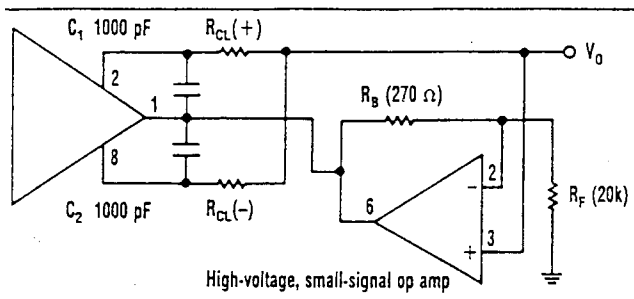 C1 1000 pF
RCL(+)
2
V0
RB (270 Ω)
1
8
2
−
6
RF (20k)
C2 1000 pF
RCL(−)
3
+
High-voltage, small-signal op amp